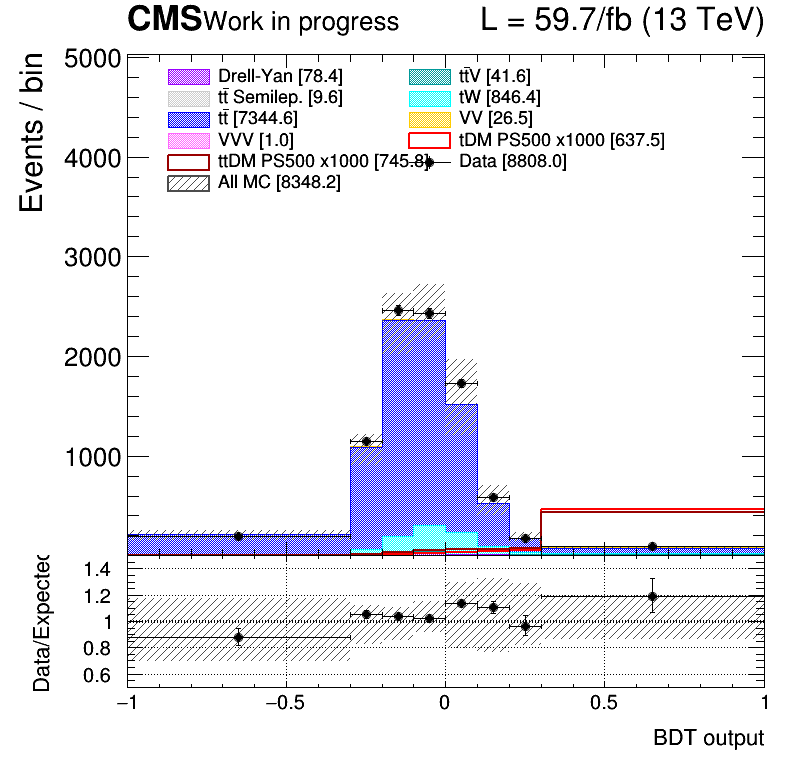 CMS Work in progress L = 59.7/fb (13 TeV)
Events / bin
5000
4000
3000
2000
1000
Drell-Yan [78.4] tt̄V [41.6]
tt̄ Semilep. [9.6] tW [846.4]
tt̄ [7344.6] VV [26.5]
VVV [1.0] tDM PS500 x1000 [637.5]
ttDM PS500 x1000 [745.8] Data [8808.0]
All MC [8348.2]
Data/Expected
1.4
1.2
1
0.8
0.6
−1 −0.5 0 0.5 1
BDT output